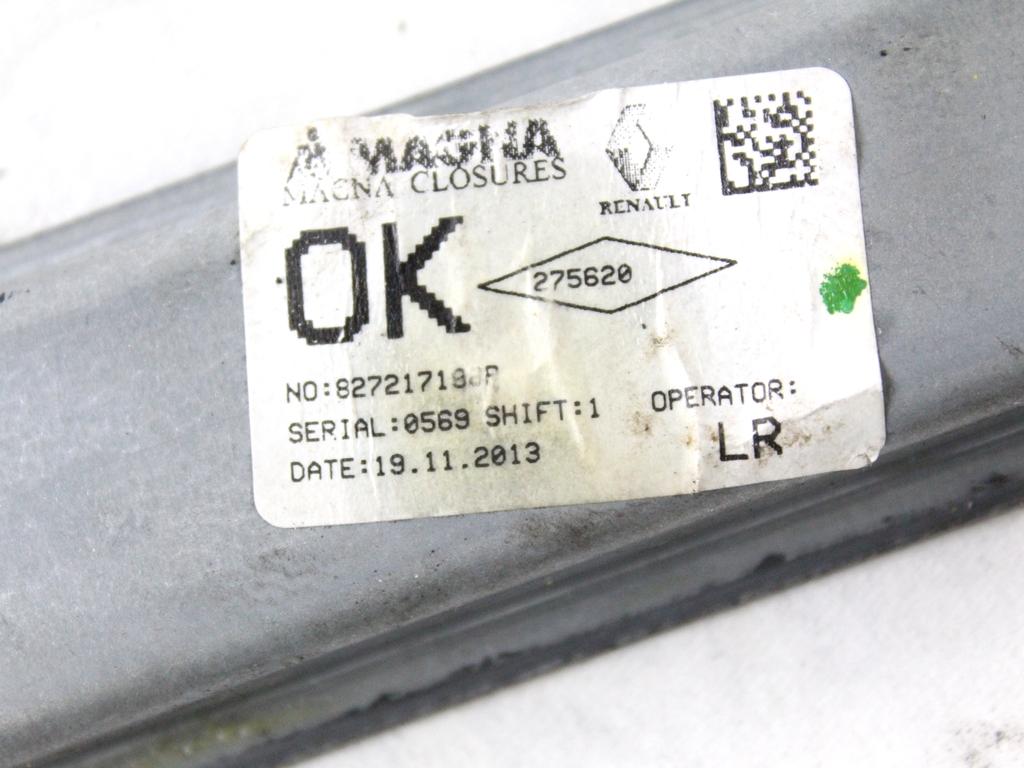 MAGNA
MAGNA CLOSURES
RENAULT
OK
275620
SERIAL:0569 SHIFT:1
DATE:19.11.2013
OPERATOR:
LR